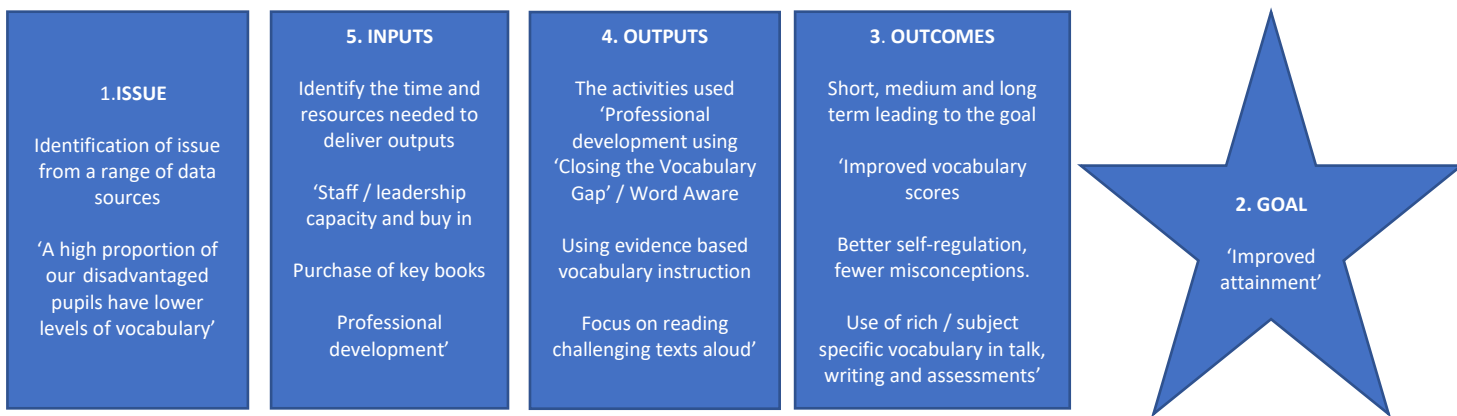 1.ISSUE
Identification of issue
from a range of data
sources
‘A high proportion of
our disadvantaged
pupils have lower
levels of vocabulary’
5. INPUTS
Identify the time and
resources needed to
deliver outputs
‘Staff / leadership
capacity and buy in
Purchase of key books
Professional
development’
4. OUTPUTS
The activities used
‘Professional
development using
‘Closing the Vocabulary
Gap’ / Word Aware
Using evidence based
vocabulary instruction
Focus on reading
challenging texts aloud’
3. OUTCOMES
Short, medium and long
term leading to the goal
‘Improved vocabulary
scores
Better self-regulation,
fewer misconceptions.
Use of rich / subject
specific vocabulary in talk,
writing and assessments’
2. GOAL
‘Improved
attainment’